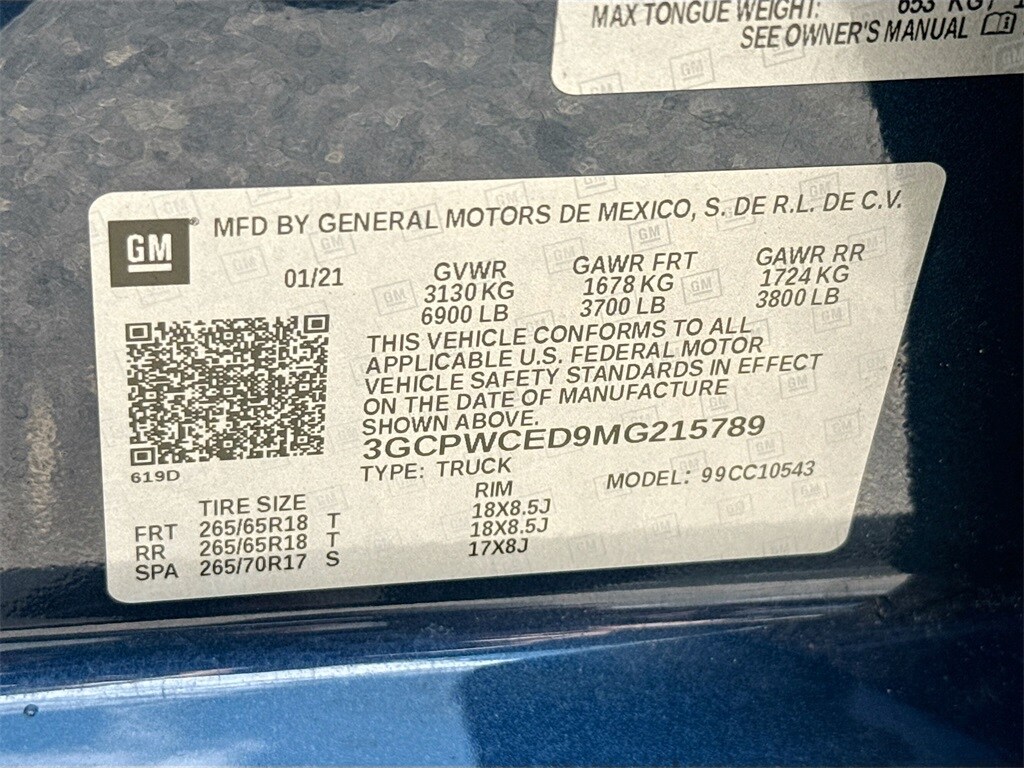 MAX TONGUE WEIGHT: 653 KG
SEE OWNER'S MANUAL
GM
MFD BY GENERAL MOTORS DE MEXICO, S. DE R.L. DE C.V.
01/21
GVWR GAWR FRT GAWR RR
3130 KG 1678 KG 1724 KG
6900 LB 3700 LB 3800 LB
THIS VEHICLE CONFORMS TO ALL
APPLICABLE U.S. FEDERAL MOTOR
VEHICLE SAFETY STANDARDS IN EFFECT
ON THE DATE OF MANUFACTURE
SHOWN ABOVE.
3GCPWCED9MG215789
619D
TYPE: TRUCK MODEL: 99CC10543
TIRE SIZE RIM
FRT 265/65R18 T 18X8.5J
RR 265/65R18 T 18X8.5J
SPA 265/70R17 S 17X8J